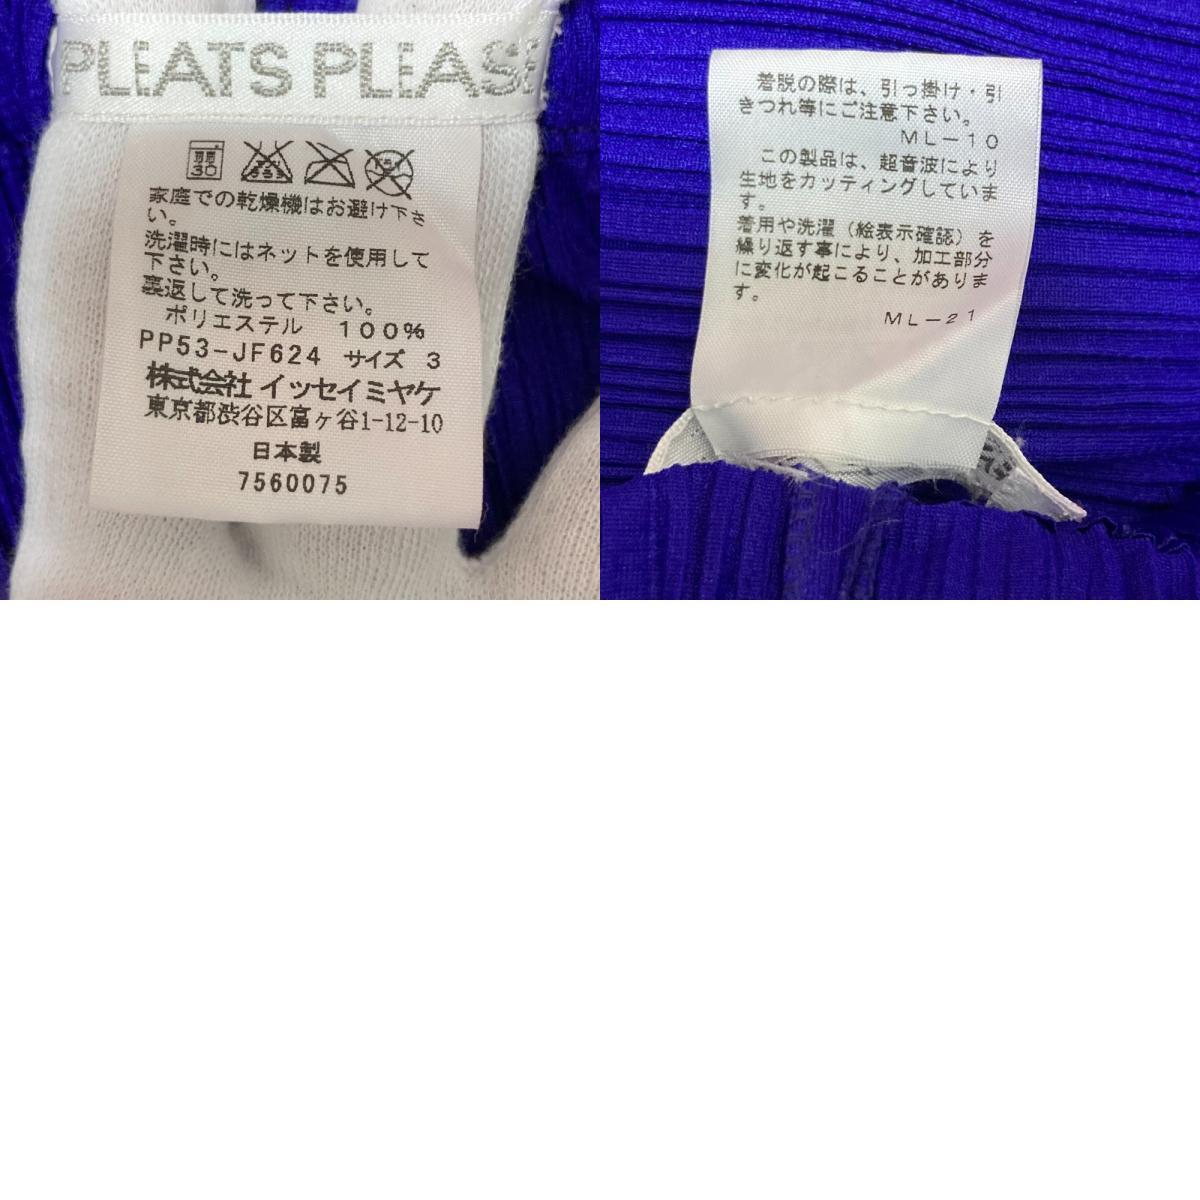 PLEATS PLEASE
30
家庭での乾燥機はお避け下さ
い。
洗濯時にはネットを使用して
下さい。
裏返して洗って下さい。
ポリエステル 100%
PP53-JF624 サイズ 3
株式会社 イッセイミヤケ
東京都渋谷区富ヶ谷1-12-10
日本製
7560075
着脱の際は、引っ掛け・引
きつれ等にご注意下さい。
ML-10
この製品は、超音波により
生地をカッティングしていま
す。
着用や洗濯（絵表示確認）を
繰り返す事により、加工部分
に変化が起こることがありま
す。
ML-21